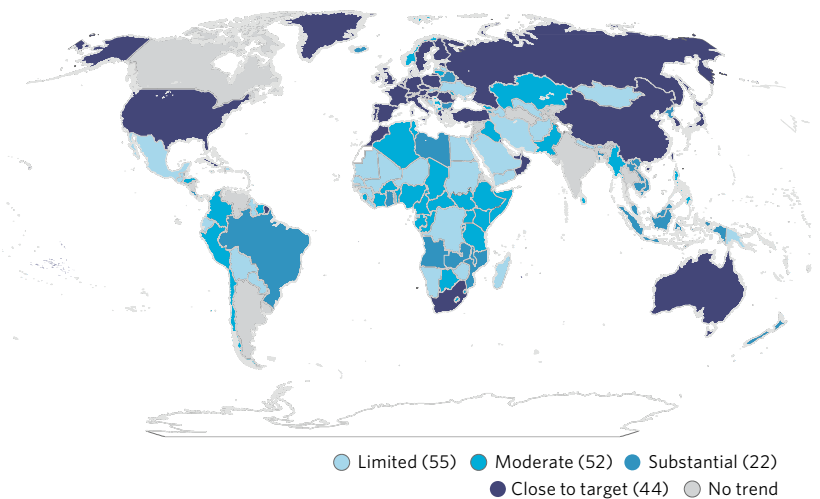 Limited (55) Moderate (52) Substantial (22)
Close to target (44) No trend